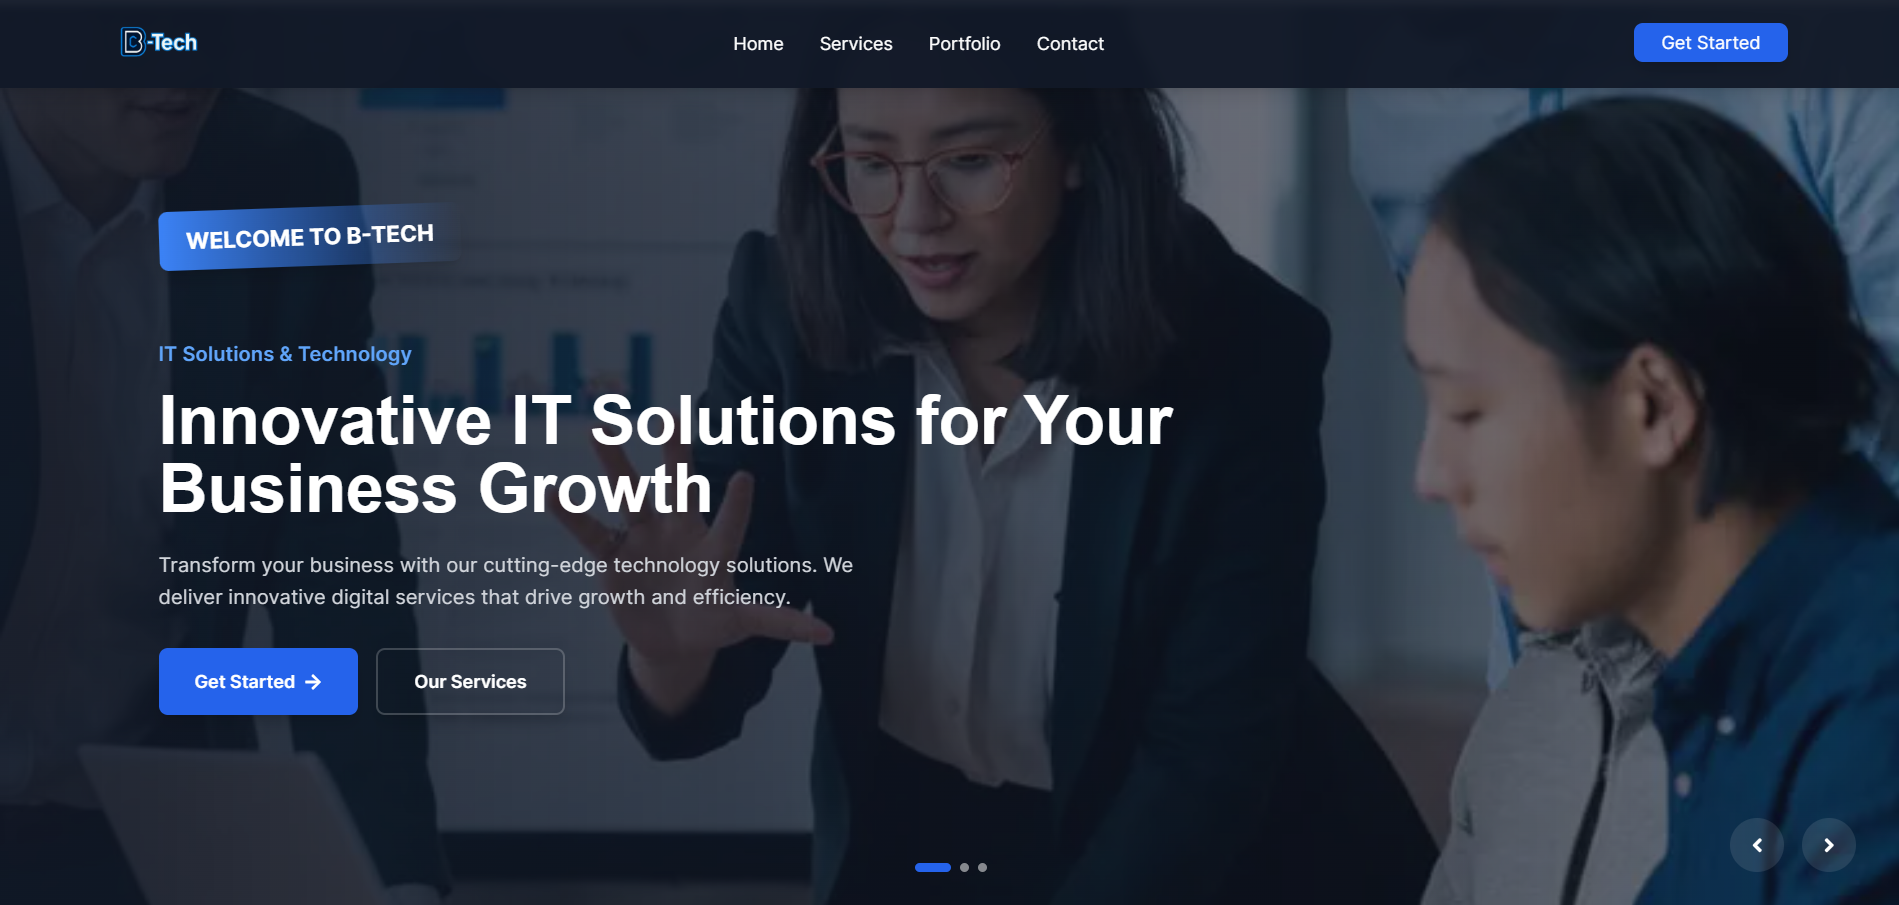 B-Tech
Home
Services
Portfolio
Contact
Get Started
WELCOME TO B-TECH
IT Solutions & Technology
Innovative IT Solutions for Your
Business Growth
Transform your business with our cutting-edge technology solutions. We
deliver innovative digital services that drive growth and efficiency.
Get Started →
Our Services